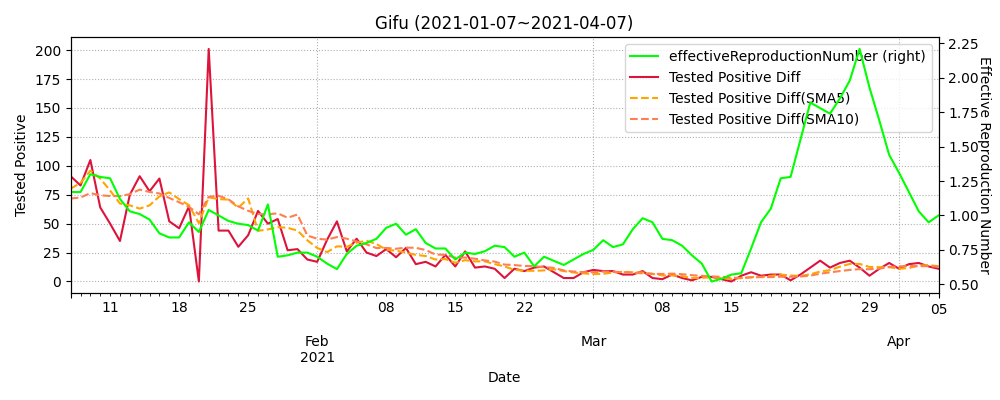 Gifu (2021-01-07~2021-04-07)
effectiveReproductionNumber (right)
Tested Positive Diff
Tested Positive Diff(SMA5)
Tested Positive Diff(SMA10)
Tested Positive
200
175
150
125
100
75
50
25
0
2.25
2.00
1.75
1.50
1.25
1.00
0.75
0.50
Effective Reproduction Number
11 18 25 08 15 22 08 15 22 29 05
Feb Mar Apr
2021
Date